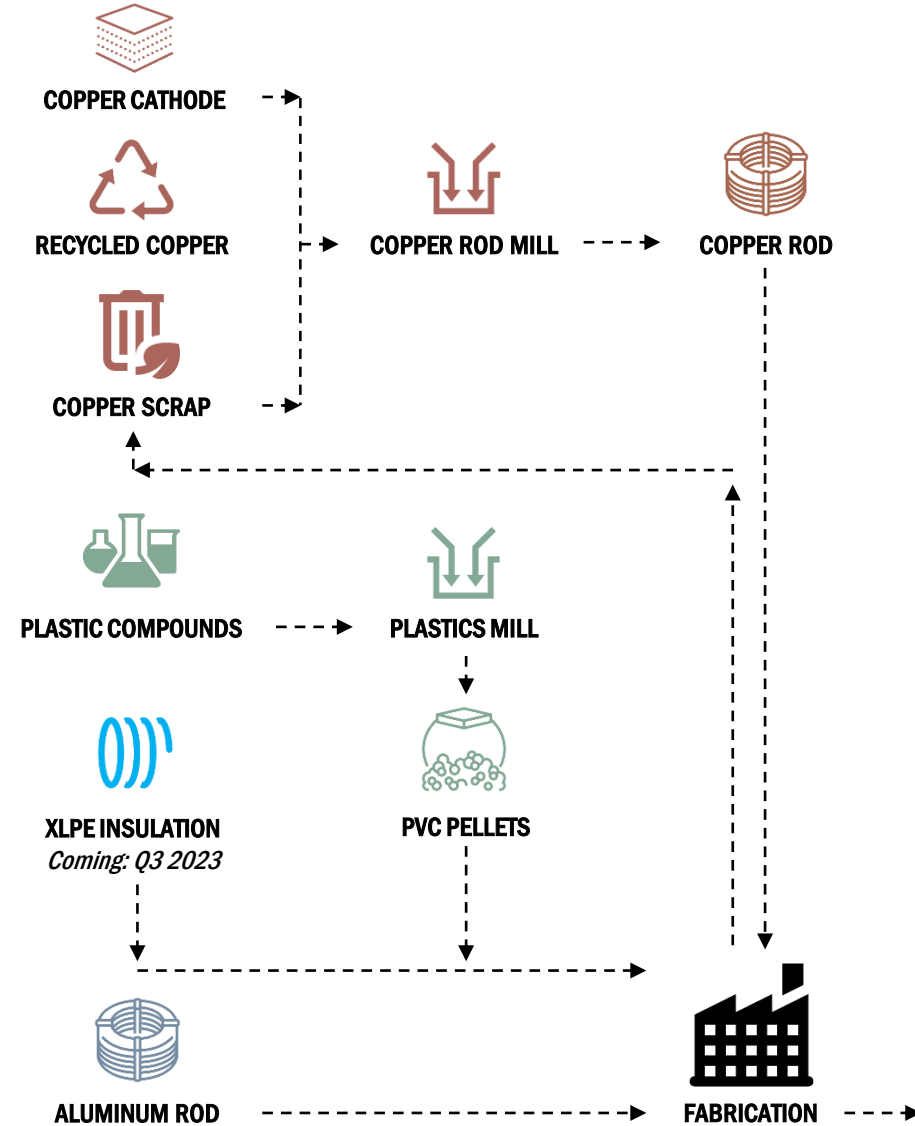 COPPER CATHODE
RECYCLED COPPER
COPPER ROD MILL
COPPER ROD
COPPER SCRAP
PLASTIC COMPOUNDS
PLASTICS MILL
XLPE INSULATION
Coming: Q3 2023
PVC PELLETS
ALUMINUM ROD
FABRICATION